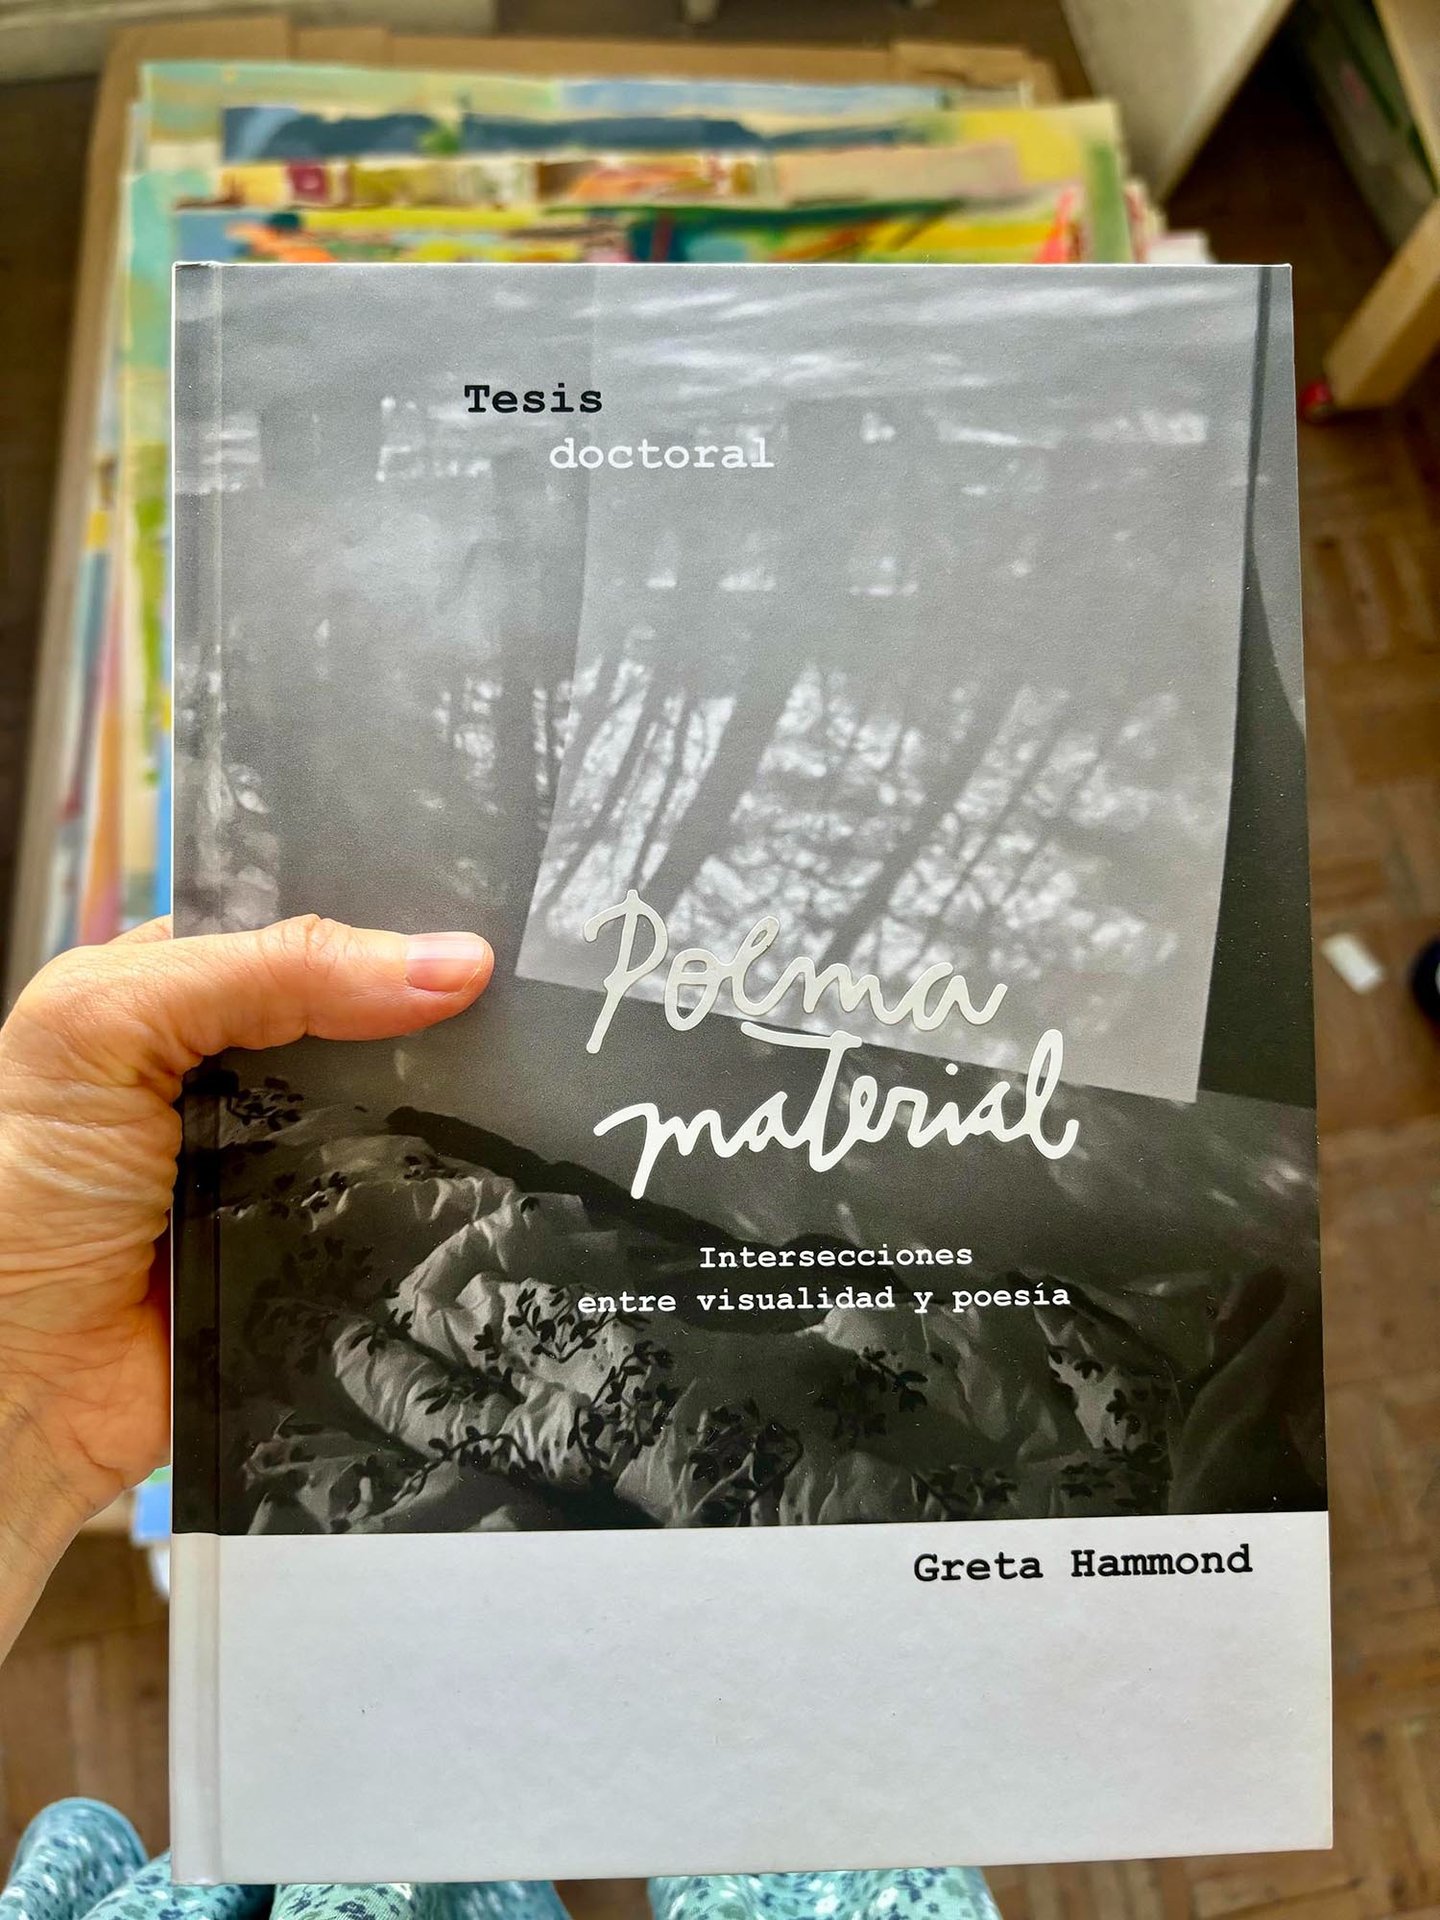 Tesis
doctoral
Poema
material
Intersecciones
entre visualidad y poesía
Greta Hammond